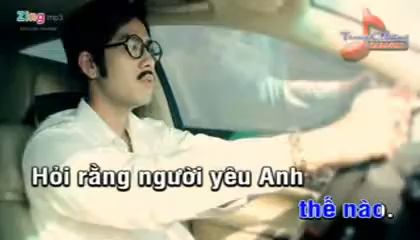 Zing mp3
Hỏi rằng người yêu Anh
thế nào.